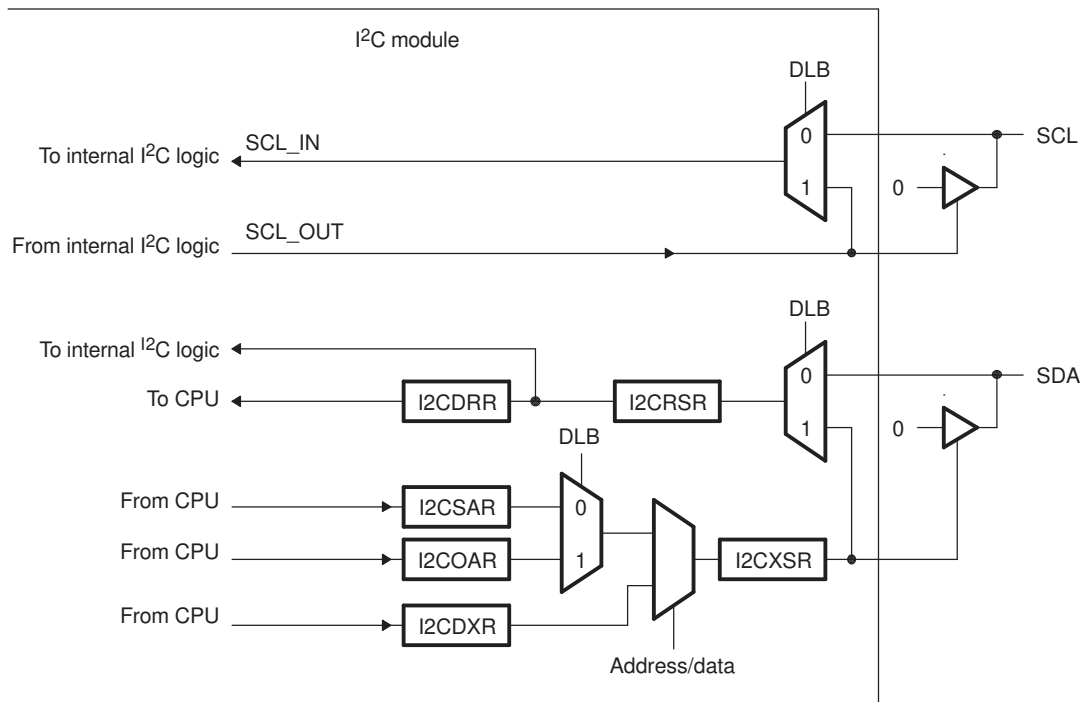 I²C module
DLB
0
SCL_IN
SCL
To internal I²C logic
1
0
SCL_OUT
From internal I²C logic
DLB
To internal I²C logic
0
SDA
To CPU
I2CDRR
I2CRSR
1
0
DLB
From CPU
I2CSAR
0
From CPU
I2COAR
1
I2CXSR
From CPU
I2CDXR
Address/data